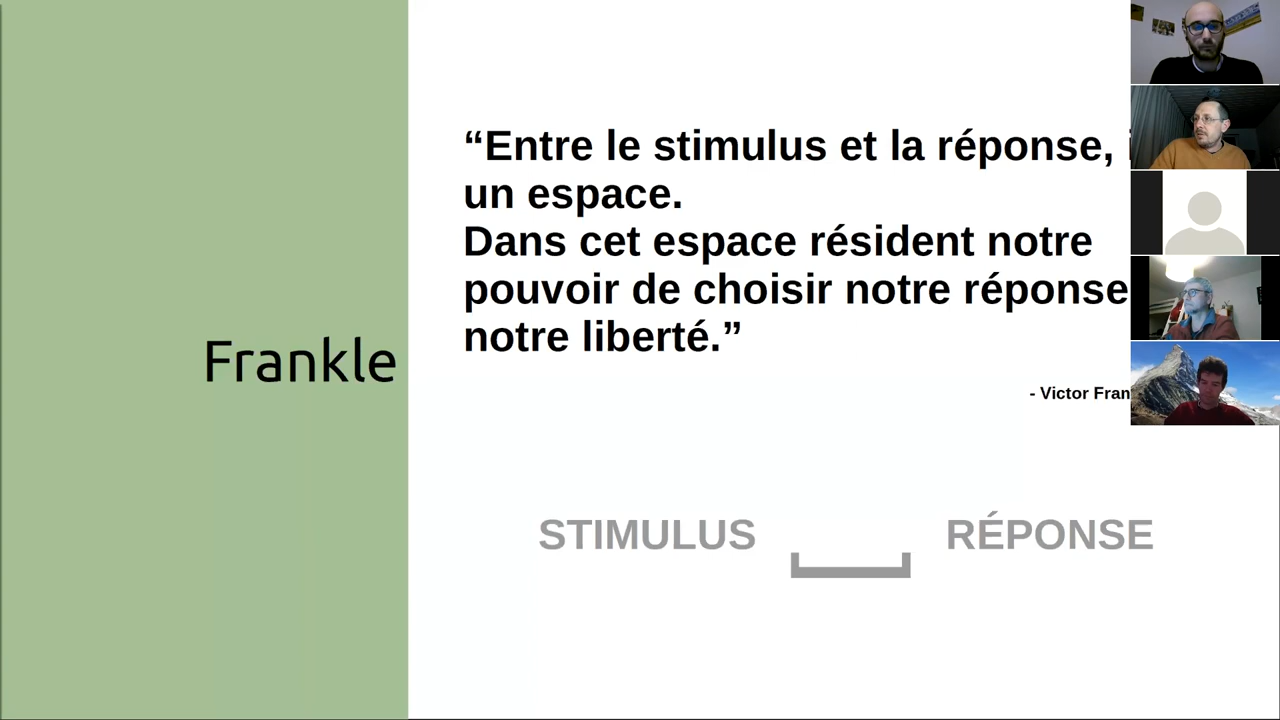 Frankle
“Entre le stimulus et la réponse,
un espace.
Dans cet espace résident notre
pouvoir de choisir notre réponse
notre liberté.”
- Victor Fran
STIMULUS RÉPONSE